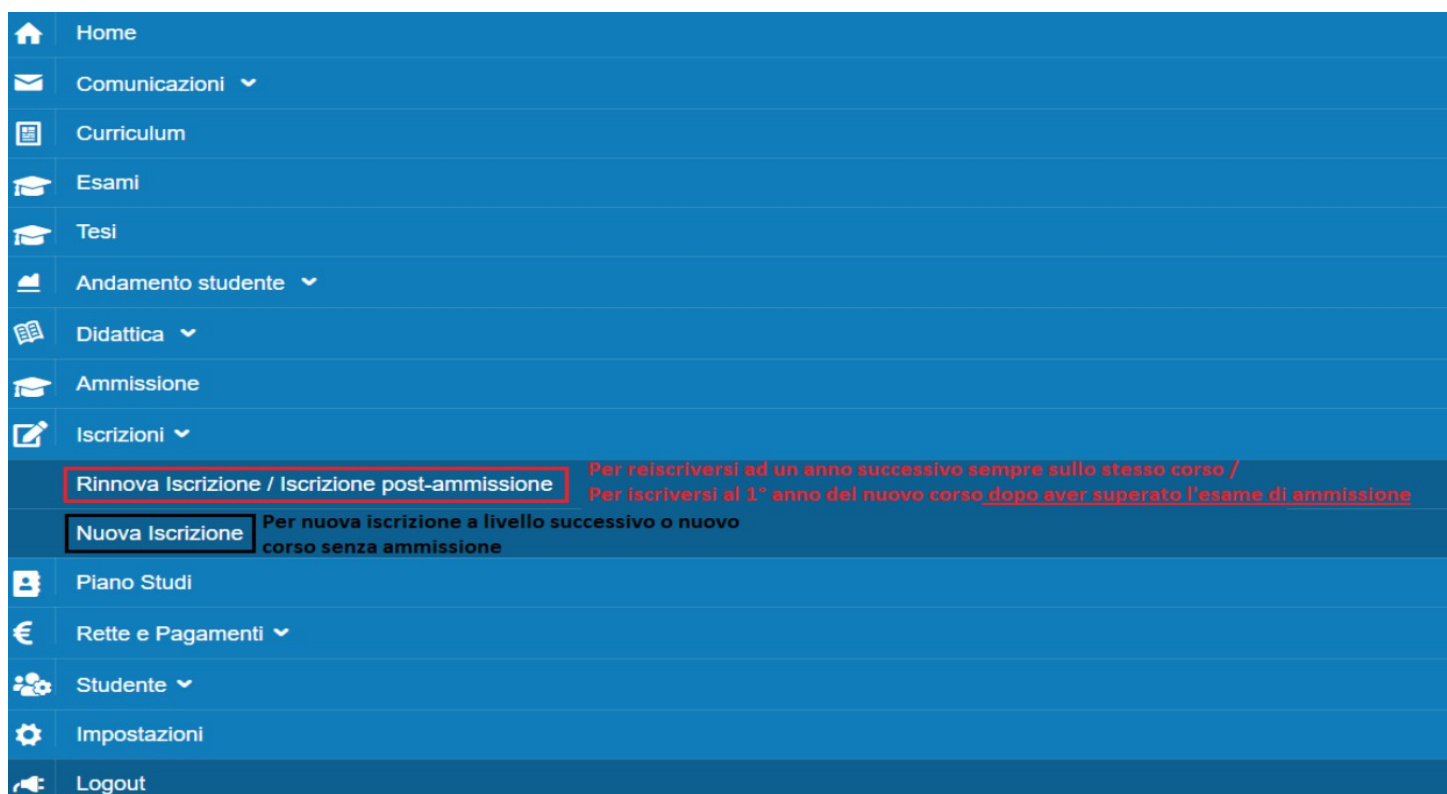 Home
Comunicazioni
Curriculum
Esami
Tesi
Andamento studente
Didattica
Ammissione
Iscrizioni
Rinnova Iscrizione / Iscrizione post-ammissione
Per reiscriversi ad un anno successivo sempre sullo stesso corso /
Per iscriversi al 1° anno del nuovo corso dopo aver superato l'esame di ammissione
Nuova Iscrizione
Per nuova iscrizione a livello successivo o nuovo
corso senza ammissione
Piano Studi
€ Rette e Pagamenti
Studente
Impostazioni
Logout